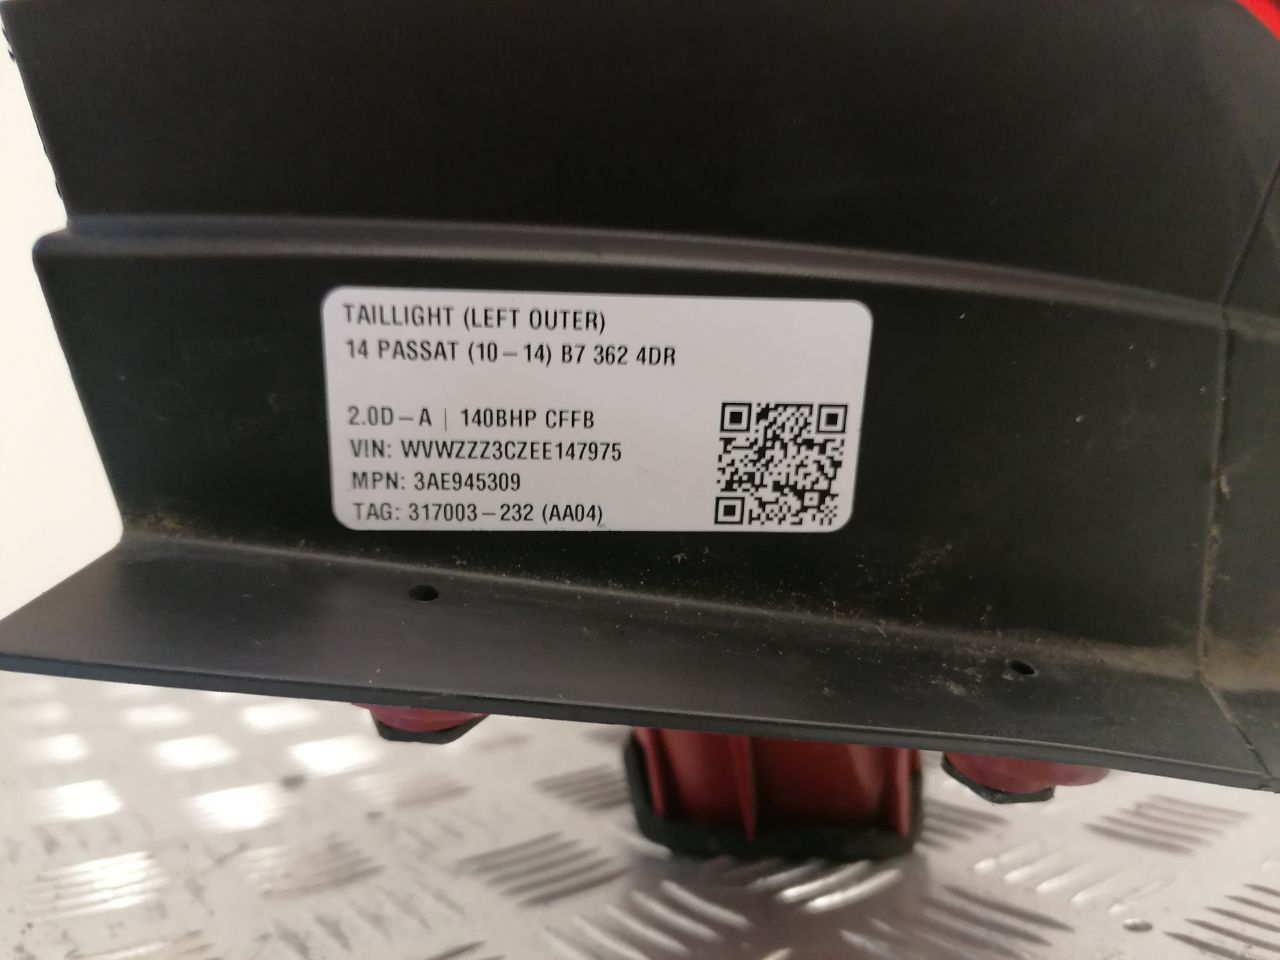 TAILLIGHT (LEFT OUTER)
14 PASSAT (10-14) B7 362 4DR
2.0D-A | 140BHP CFFB
VIN: WVWZZZ3CZEE147975
MPN: 3AE945309
TAG: 317003-232 (AA04)